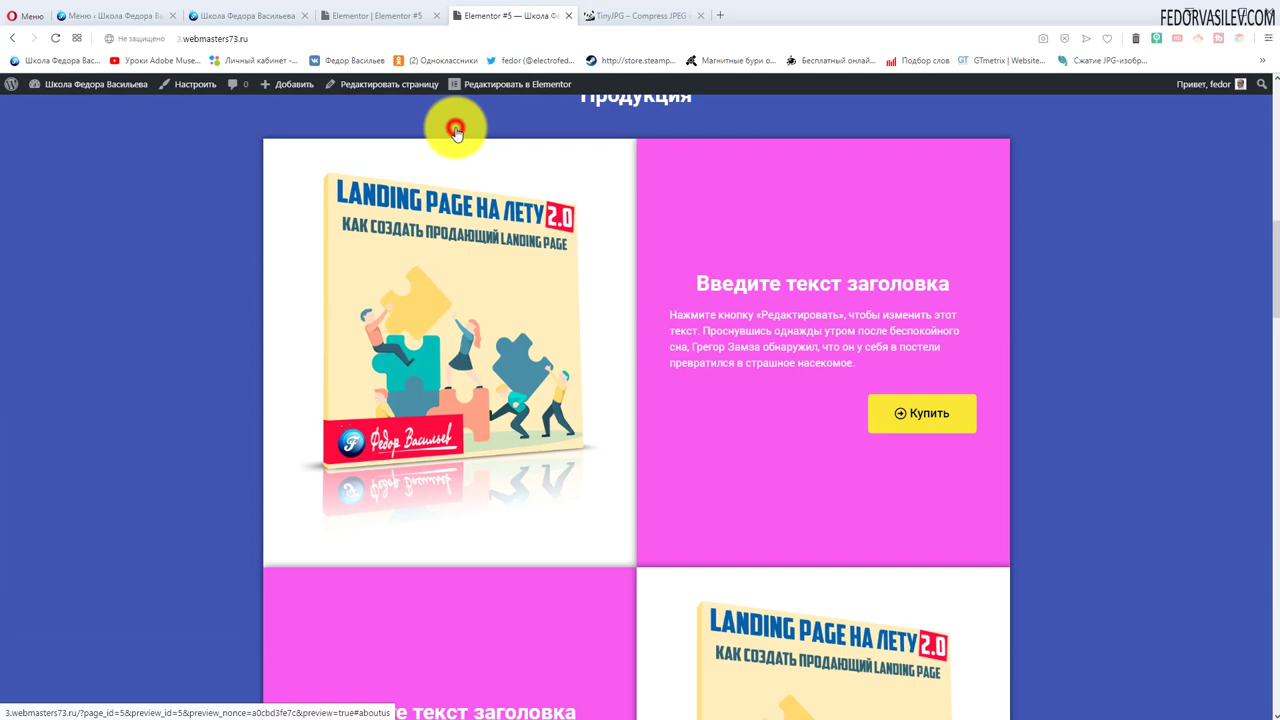 Меню
Меню ‹ Школа Федора В
Школа Федора Васильева
Elementor | Elementor #5
Elementor #5 — Школа Ф
TinyJPG – Compress JPEG
FEDORVASILEV.COM
Не защищено
3.webmasters73.ru
Школа Федора Вас...
Уроки Adobe Muse...
Личный кабинет -...
Федор Васильев
(2) Одноклассники
fedor (@electrofed...
http://store.steamp...
Магнитные бури о...
Бесплатный онлай...
Подбор слов
GTmetrix | Website...
Сжатие JPG-изобр...
Школа Федора Васильева
Настроить
0
Добавить
Редактировать страницу
Редактировать в Elementor
Привет, fedor
Продукция
LANDING PAGE НА ЛЕТУ 2.0
КАК СОЗДАТЬ ПРОДАЮЩИЙ LANDING PAGE
Федор Васильев
Введите текст заголовка
Нажмите кнопку «Редактировать», чтобы изменить этот
текст. Проснувшись однажды утром после беспокойного
сна, Грегор Замза обнаружил, что он у себя в постели
превратился в страшное насекомое.
Купить
LANDING PAGE НА ЛЕТУ 2.0
КАК СОЗДАТЬ ПРОДАЮЩИЙ LANDING PAGE
те текст заголовка
3.webmasters73.ru/?page_id=5&preview_id=5&preview_nonce=a0cbd3fe7c&preview=true#aboutus